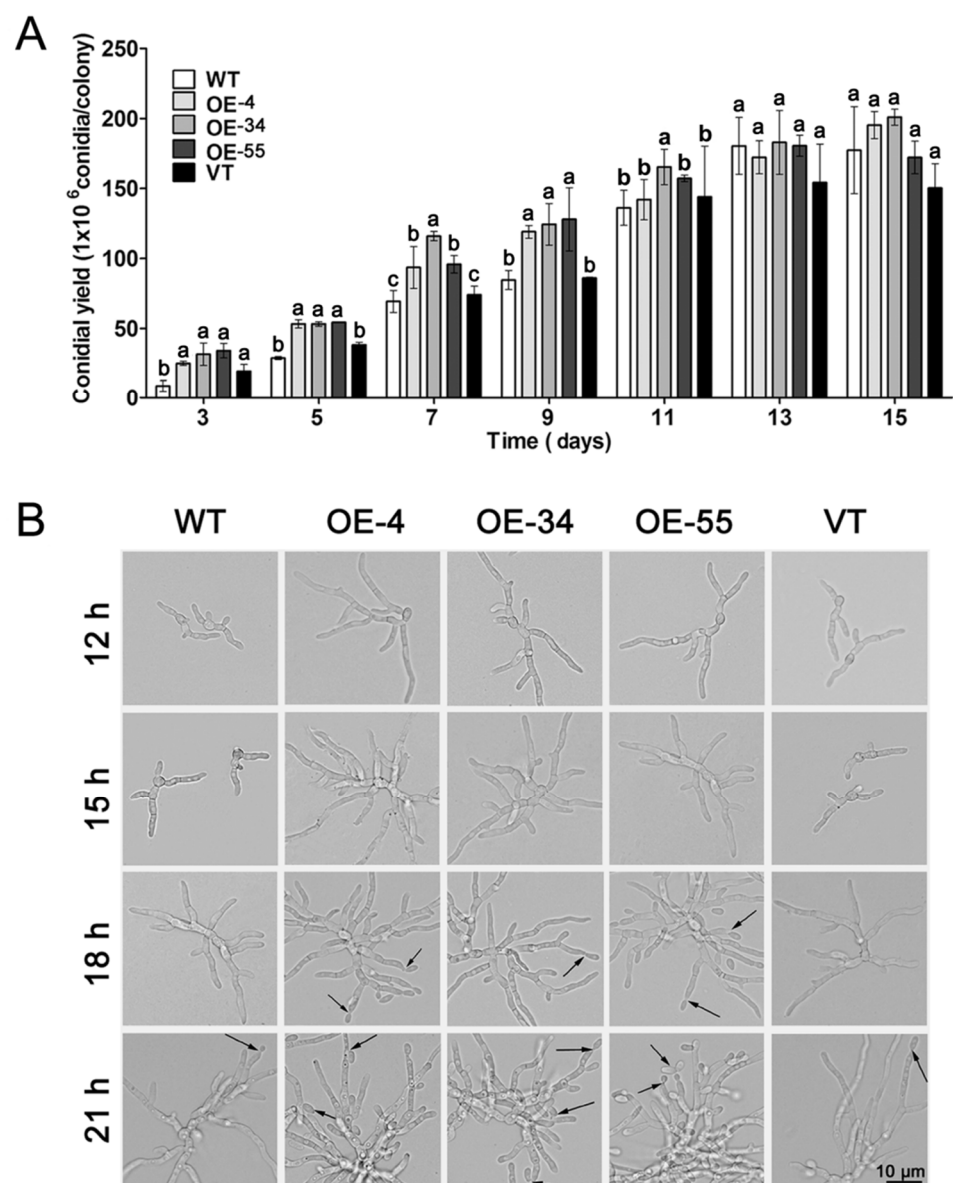 A
Conidial yield (1x10 6conidia/colony)
250
200
150
100
50
0
WT
OE-4
OE-34
OE-55
VT
b a a a a
b a a a b
c b a b c
b a a a b
b b a b b
a a a a a
a a a a a
3 5 7 9 11 13 15
Time ( days)
B
WT OE-4 OE-34 OE-55 VT
12 h
15 h
18 h
21 h
10 µm